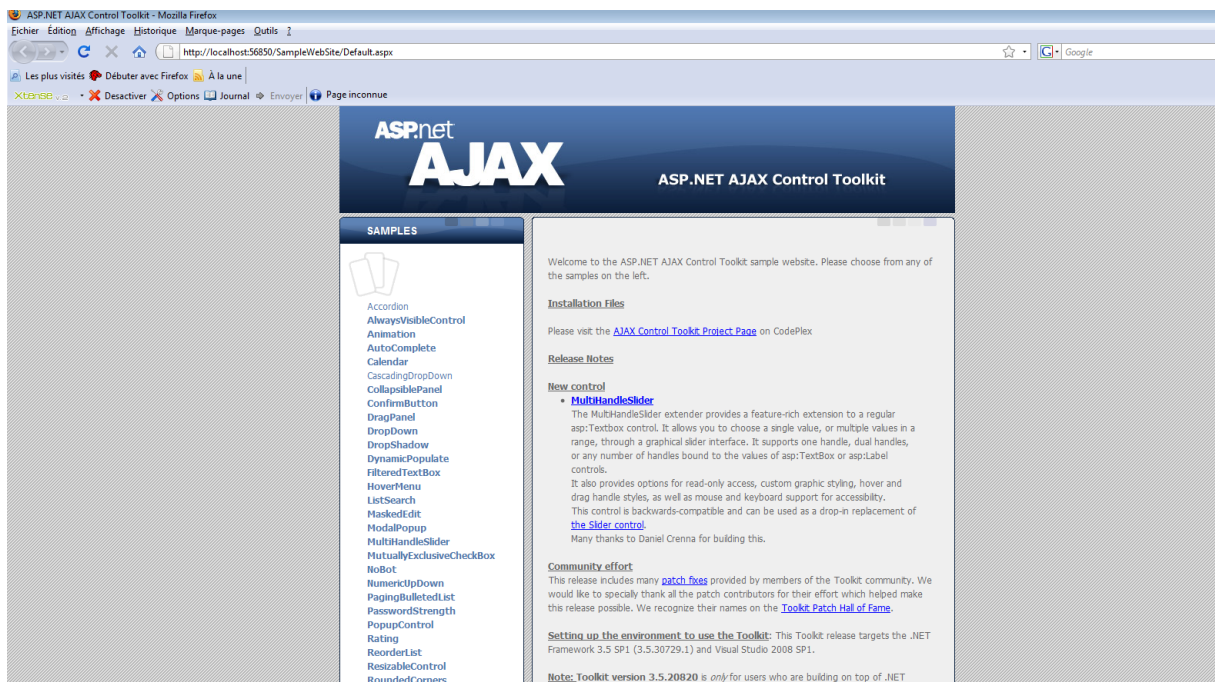 ASP.NET AJAX Control Toolkit - Mozilla Firefox
Eichier Édition Affichage Historique Marque-pages Outils ?
http://localhost:56850/SampleWebSite/Default.aspx
G Google
Les plus visités Débuter avec Firefox À la une
Xtense Desactiver Options Journal Envoyer Page inconnue
ASP.net
AJAX
ASP.NET AJAX Control Toolkit
SAMPLES
Accordion
AlwaysVisibleControl
Animation
AutoComplete
Calendar
CascadingDropDown
CollapsiblePanel
ConfirmButton
DragPanel
DropDown
DropShadow
DynamicPopulate
FilteredTextBox
HoverMenu
ListSearch
MaskedEdit
ModalPopup
MultiHandleSlider
MutuallyExclusiveCheckBox
NoBot
NumericUpDown
PagingBulletedList
PasswordStrength
PopupControl
Rating
ReorderList
ResizableControl
RoundedCorners
Welcome to the ASP.NET AJAX Control Toolkit sample website. Please choose from any of
the samples on the left.
Installation Files
Please visit the AJAX Control Toolkit Project Page on CodePlex
Release Notes
New control
• MultiHandleSlider
The MultiHandleSlider extender provides a feature-rich extension to a regular
asp:Textbox control. It allows you to choose a single value, or multiple values in a
range, through a graphical slider interface. It supports one handle, dual handles,
or any number of handles bound to the values of asp:TextBox or asp:Label
controls.
It also provides options for read-only access, custom graphic styling, hover and
drag handle styles, as well as mouse and keyboard support for accessibility.
This control is backwards-compatible and can be used as a drop-in replacement of
the Slider control.
Many thanks to Daniel Crenna for building this.
Community effort
This release includes many patch fixes provided by members of the Toolkit community. We
would like to specially thank all the patch contributors for their effort which helped make
this release possible. We recognize their names on the Toolkit Patch Hall of Fame.
Setting up the environment to use the Toolkit: This Toolkit release targets the .NET
Framework 3.5 SP1 (3.5.30729.1) and Visual Studio 2008 SP1.
Note: Toolkit version 3.5.20820 is only for users who are building on top of .NET